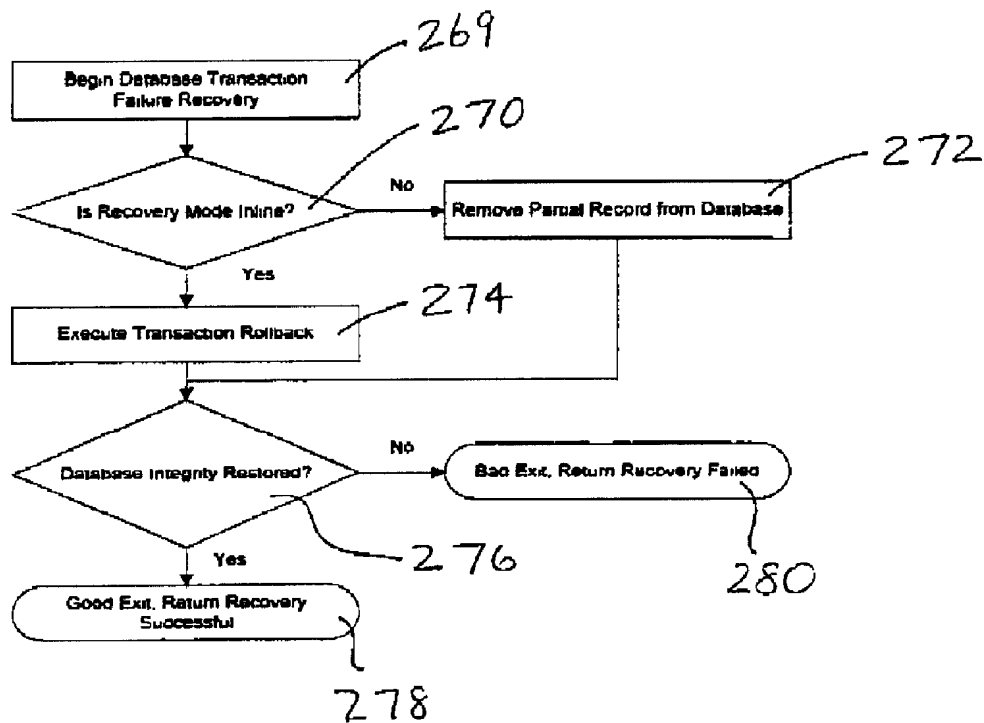 269
Begin Database Transaction
Failure Recovery
270
272
Is Recovery Mode Inline?
No
Remove Partial Record from Database
Yes
274
Execute Transaction Rollback
Database Integrity Restored?
No
Bad Exit, Return Recovery Failed
276
280
Yes
Good Exit, Return Recovery
Successful
278